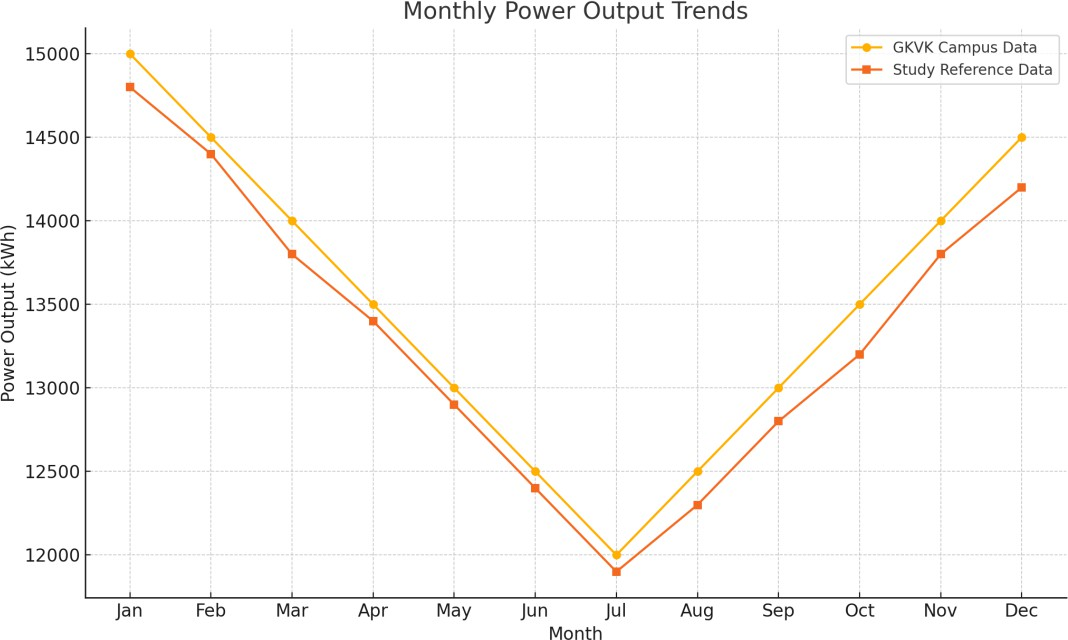 Monthly Power Output Trends
GKVK Campus Data
Study Reference Data
Power Output (kWh)
15000
14500
14000
13500
13000
12500
12000
Jan Feb Mar Apr May Jun Jul Aug Sep Oct Nov Dec
Month